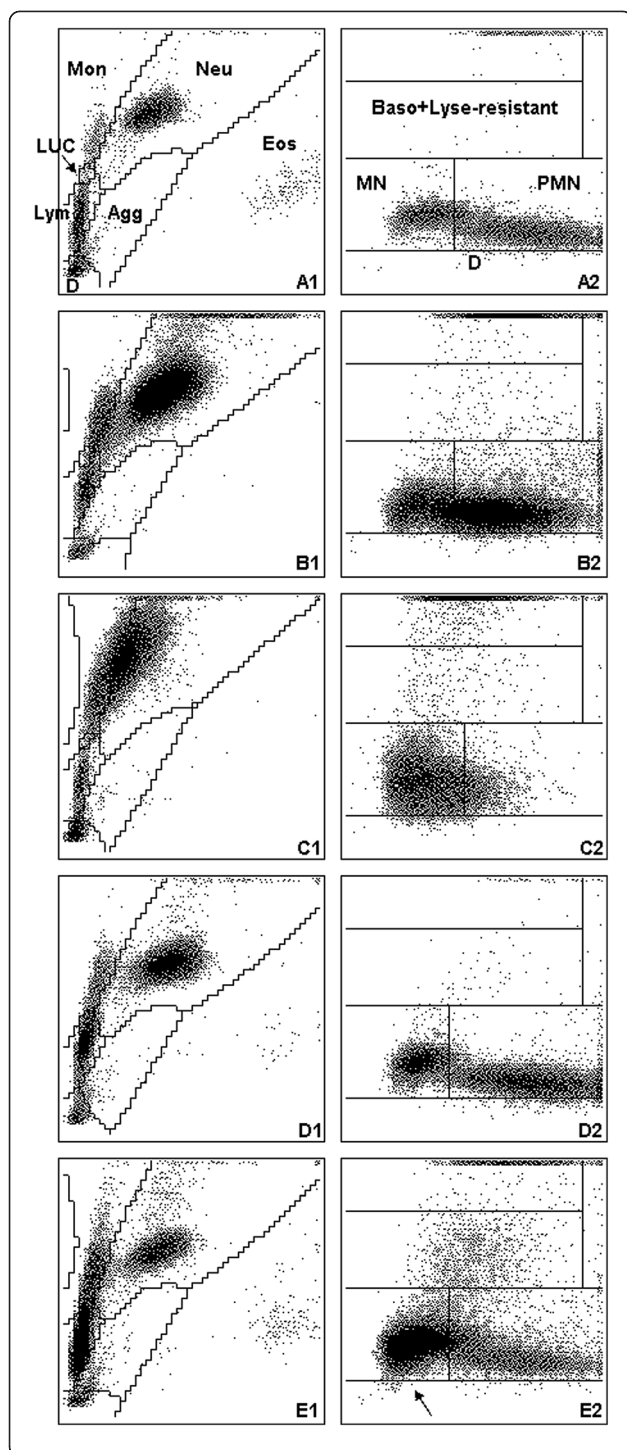 Mon Neu
LUC
Eos
Lym Agg
D
A1
Baso+Lyse-resistant
MN PMN
D
A2
B1
B2
C1
C2
D1
D2
E1
E2